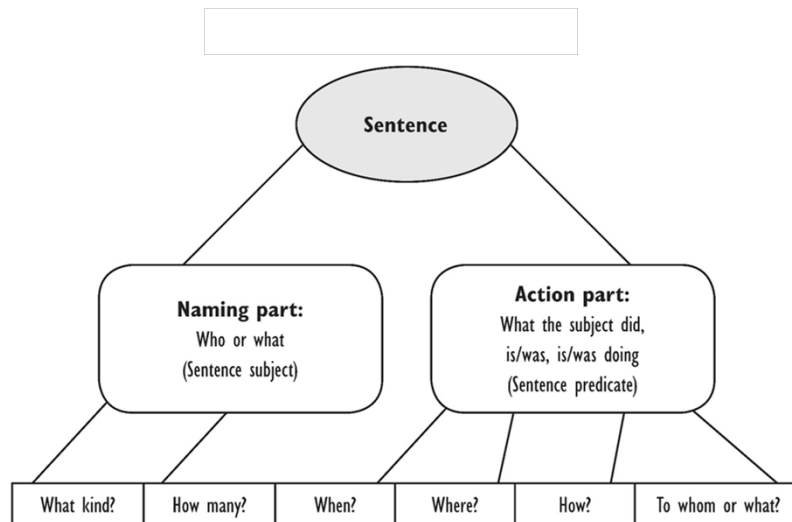 Sentence
Naming part:
Who or what
(Sentence subject)
Action part:
What the subject did,
is/was, is/was doing
(Sentence predicate)
What kind?
How many?
When?
Where?
How?
To whom or what?